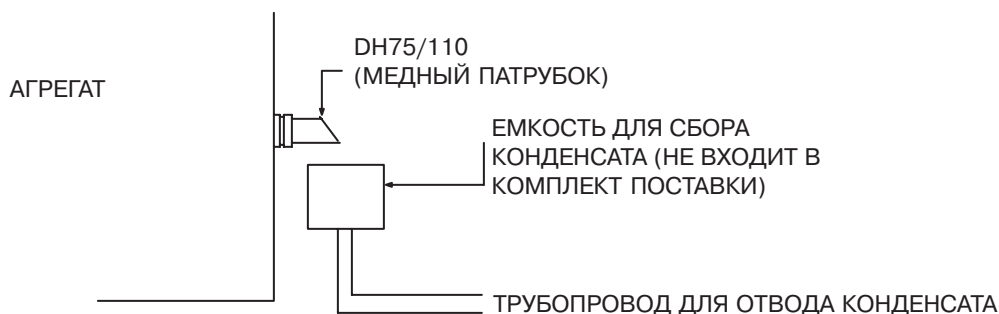 DH75/110
(МЕДНЫЙ ПАТРУБОК)
АГРЕГАТ
ЕМКОСТЬ ДЛЯ СБОРА
КОНДЕНСАТА (НЕ ВХОДИТ В
КОМПЛЕКТ ПОСТАВКИ)
ТРУБОПРОВОД ДЛЯ ОТВОДА КОНДЕНСАТА